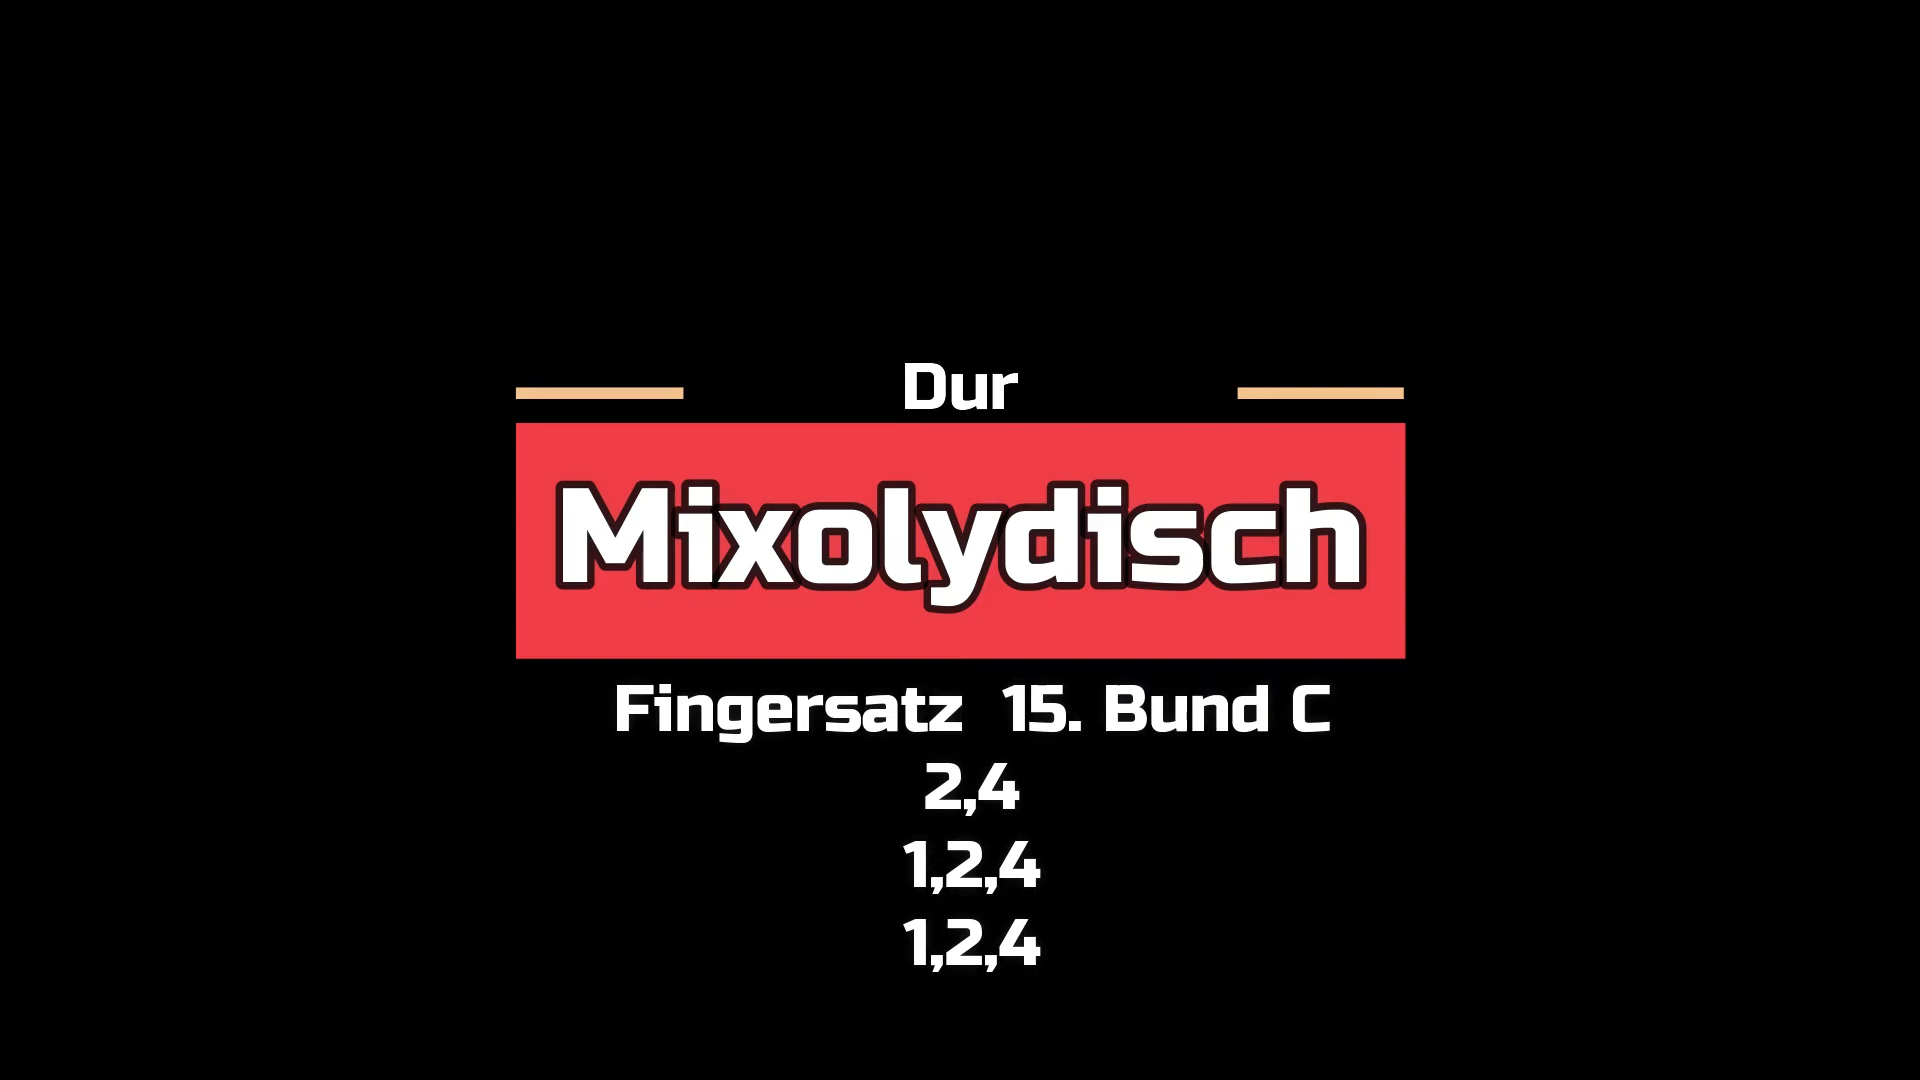 Dur
Mixolydisch
Fingersatz 15. Bund C
2,4
1,2,4
1,2,4